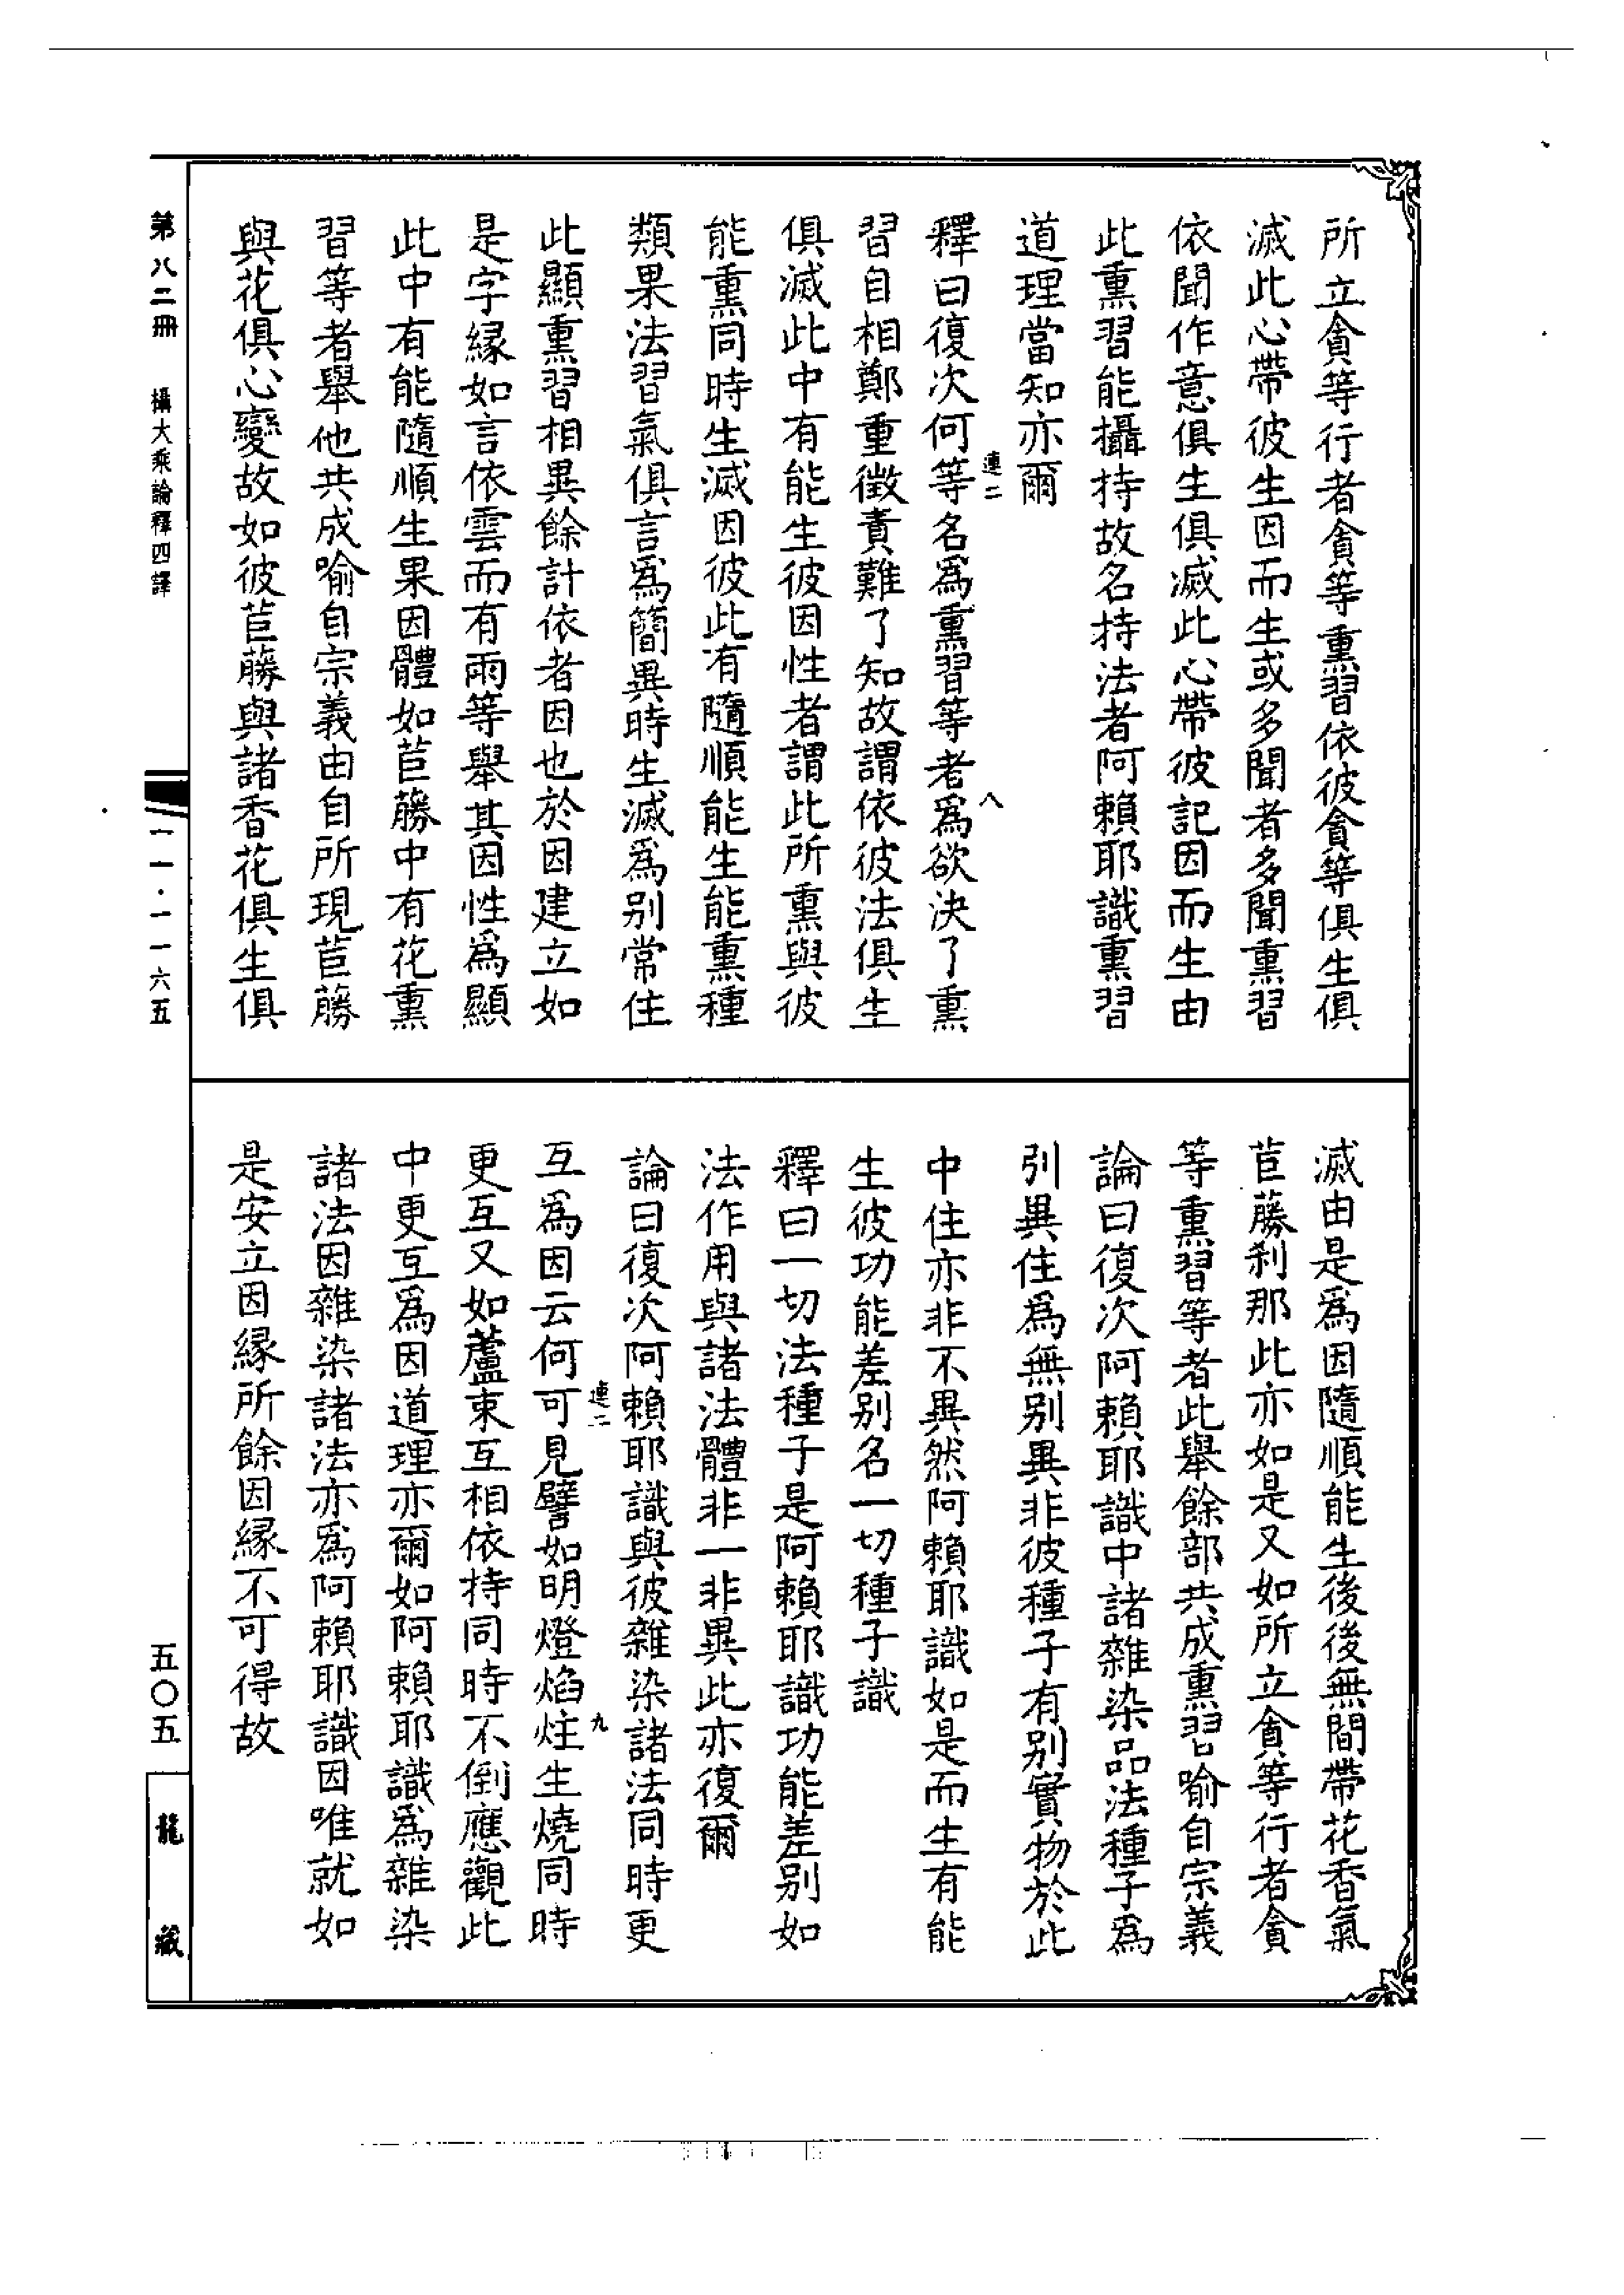 所立貪等行者貪等熏習依彼貪等俱生俱
滅此心帶彼生因而生或多聞者多聞熏習
依聞作意俱生俱滅此心帶彼記因而生由
此熏習能攝持故名持法者阿賴耶識熏習
道理當知亦爾
連二
八
釋曰復次何等名爲熏習等者爲欲決了熏
習自相鄭重徵責難了知故謂依彼法俱生
俱滅此中有能生彼因性者謂此所熏與彼
能熏同時生滅因彼此有隨順能生能熏種
類果法習氣俱言爲簡異時生滅爲別常住
此顯熏習相異餘計依者因也於因建立如
是字緣如言依雲而有雨等舉其因性爲顯
此中有能隨順生果因體如苣藤中有花熏
習等者舉他共成喻自宗義由自所現苣藤
與花俱心變故如彼苣藤與諸香花俱生俱
滅由是爲因隨順能生後後無間帶花香氣
苣藤刹那此亦如是又如所立貪等行者貪
等熏習等者此舉餘部共成熏習喻自宗義
論曰復次阿賴耶識中諸雜染品法種子爲
別異住爲無別異非彼種子有別實物於此
中住亦非不異然阿賴耶識如是而生有能
生彼功能差別名一切種子識
釋曰一切法種子是阿賴耶識功能差別如
法作用與諸法體非一非異此亦復爾
論曰復次阿賴耶識與彼雜染諸法同時更
連二
九
互爲因云何可見譬如明燈焰炷生燒同時
更互又如蘆束互相依持同時不倒應觀此
中更互爲因道理亦爾如阿賴耶識爲雜染
諸法因雜染諸法亦爲阿賴耶識因唯就如
是安立因緣所餘因緣不可得故
第八二冊 攝大乘論釋四譯
一一·一一六五
五〇五
龍藏